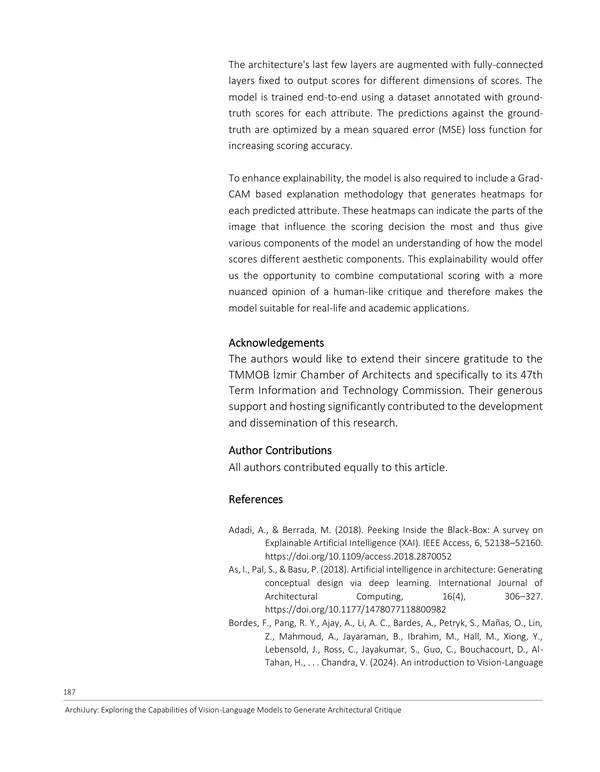 The architecture's last few layers are augmented with fully-connected
layers fixed to output scores for different dimensions of scores. The
model is trained end-to-end using a dataset annotated with ground-
truth scores for each attribute. The predictions against the ground-
truth are optimized by a mean squared error (MSE) loss function for
increasing scoring accuracy.
To enhance explainability, the model is also required to include a Grad-
CAM based explanation methodology that generates heatmaps for
each predicted attribute. These heatmaps can indicate the parts of the
image that influence the scoring decision the most and thus give
various components of the model an understanding of how the model
scores different aesthetic components. This explainability would offer
us the opportunity to combine computational scoring with a more
nuanced opinion of a human-like critique and therefore makes the
model suitable for real-life and academic applications.
Acknowledgements
The authors would like to extend their sincere gratitude to the
TMMOB İzmir Chamber of Architects and specifically to its 47th
Term Information and Technology Commission. Their generous
support and hosting significantly contributed to the development
and dissemination of this research.
Author Contributions
All authors contributed equally to this article.
References
Adadi, A., & Berrada, M. (2018). Peeking Inside the Black-Box: A survey on
Explainable Artificial Intelligence (XAI). IEEE Access, 6, 52138–52160.
https://doi.org/10.1109/access.2018.2870052
As, I., Pal, S., & Basu, P. (2018). Artificial intelligence in architecture: Generating
conceptual design via deep learning. International Journal of
Architectural Computing, 16(4), 306–327.
https://doi.org/10.1177/1478077118800982
Bordes, F., Pang, R. Y., Ajay, A., Li, A. C., Bardes, A., Petryk, S., Mañas, O., Lin,
Z., Mahmoud, A., Jayaraman, B., Ibrahim, M., Hall, M., Xiong, Y.,
Lebensold, J., Ross, C., Jayakumar, S., Guo, C., Bouchacourt, D., Al-
Tahan, H., . . . Chandra, V. (2024). An introduction to Vision-Language
187
ArchiJury: Exploring the Capabilities of Vision-Language Models to Generate Architectural Critique